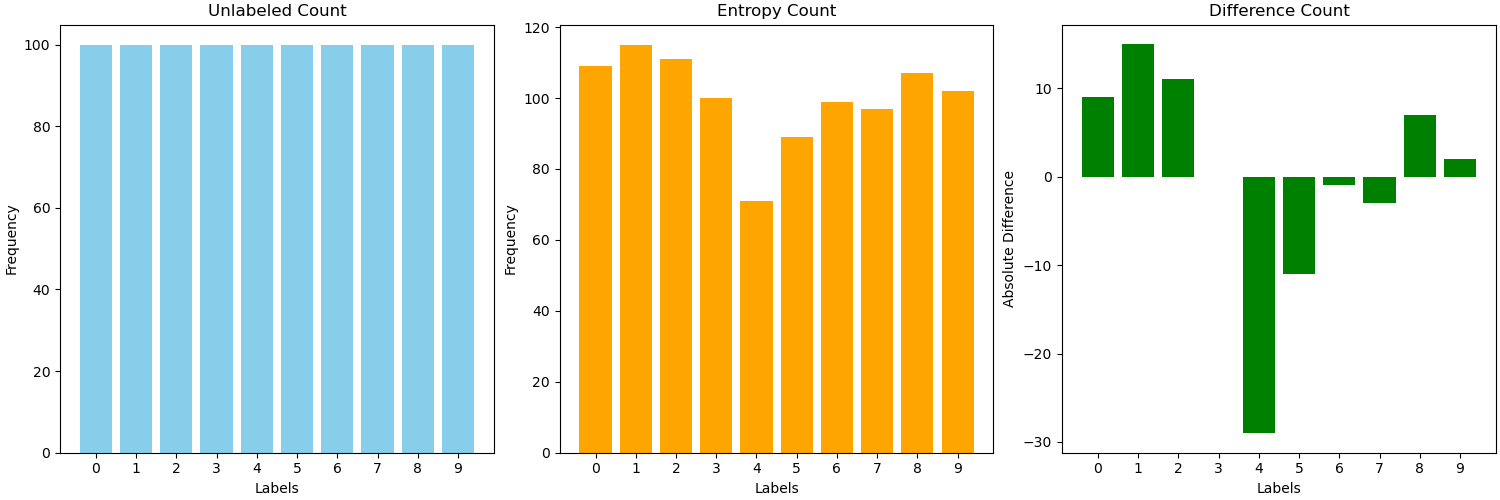 Unlabeled Count
Frequency
100
80
60
40
20
0
0 1 2 3 4 5 6 7 8 9
Labels
Entropy Count
Frequency
120
100
80
60
40
20
0
0 1 2 3 4 5 6 7 8 9
Labels
Difference Count
Absolute Difference
10
0
−10
−20
−30
0 1 2 3 4 5 6 7 8 9
Labels